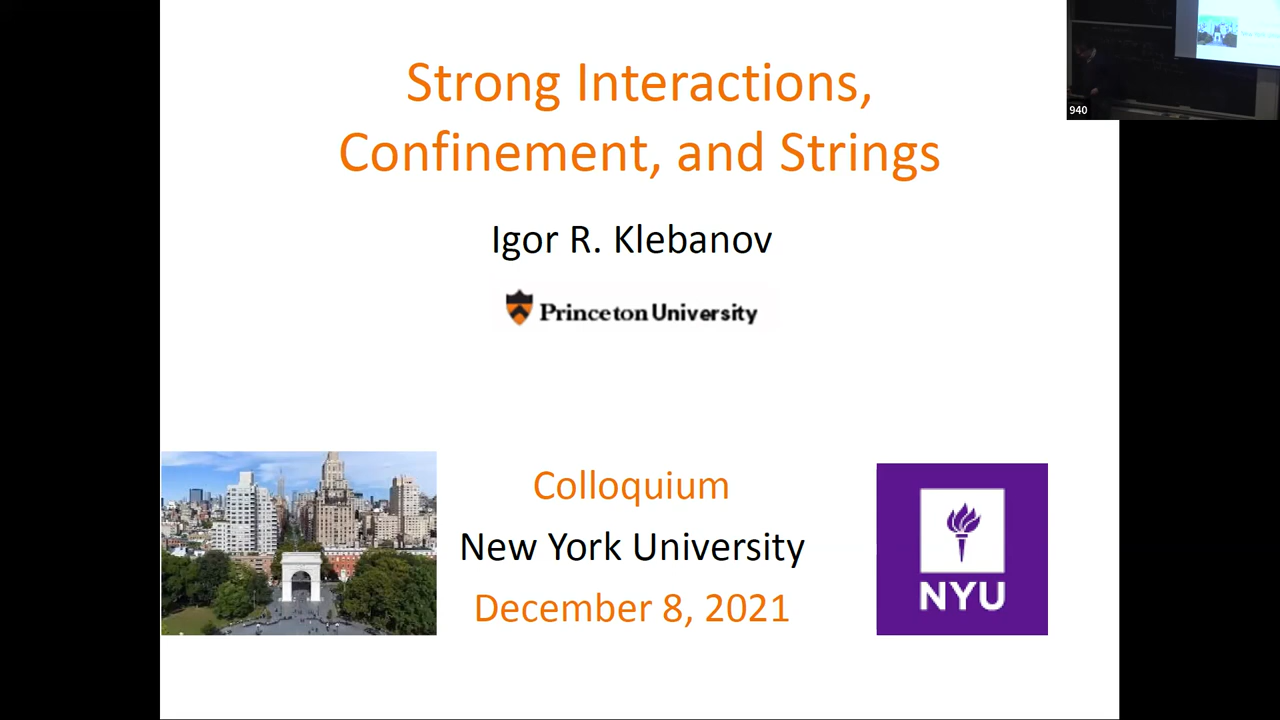 Strong Interactions,
Confinement, and Strings
Igor R. Klebanov
Princeton University
Colloquium
New York University
December 8, 2021
NYU
940